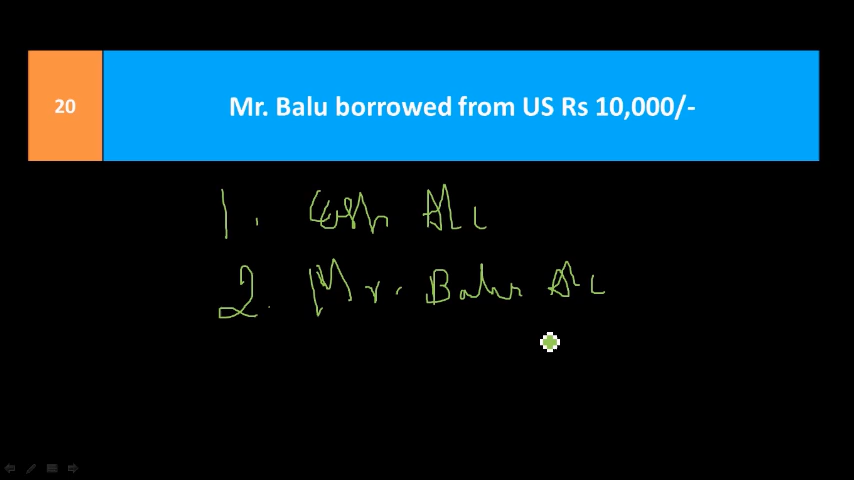 20
Mr. Balu borrowed from US Rs 10,000/-
1. Cash A/c
2. Mr. Balu A/c